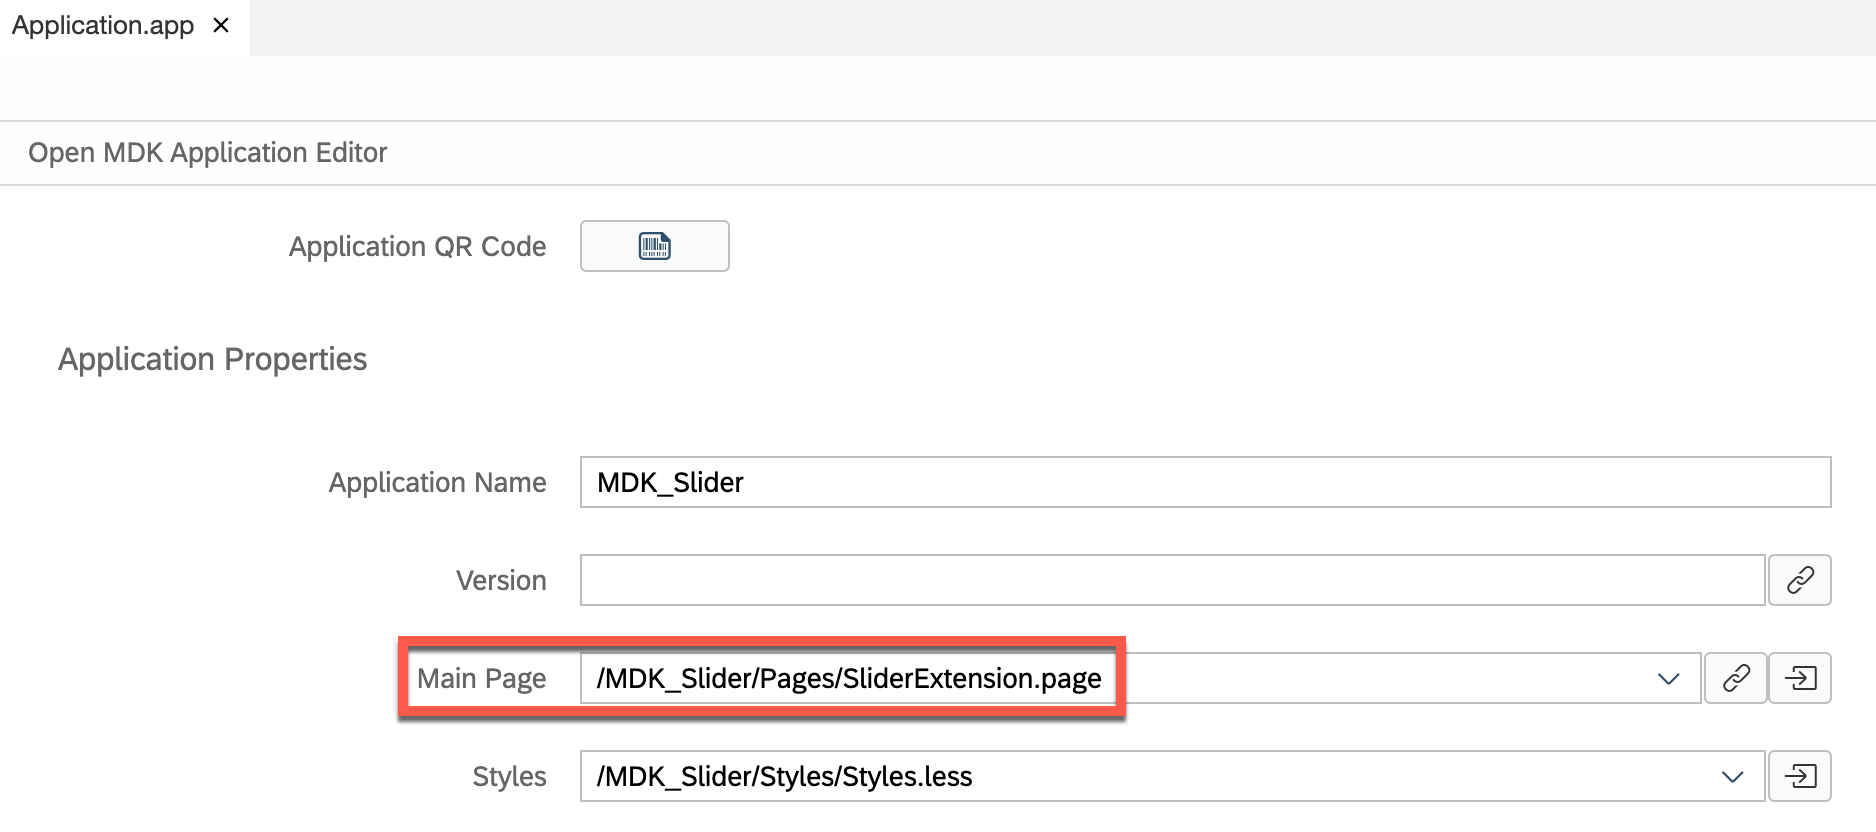 Application.app
Open MDK Application Editor
Application QR Code
Application Properties
Application Name MDK_Slider
Version
Main Page /MDK_Slider/Pages/SliderExtension.page
Styles /MDK_Slider/Styles/Styles.less